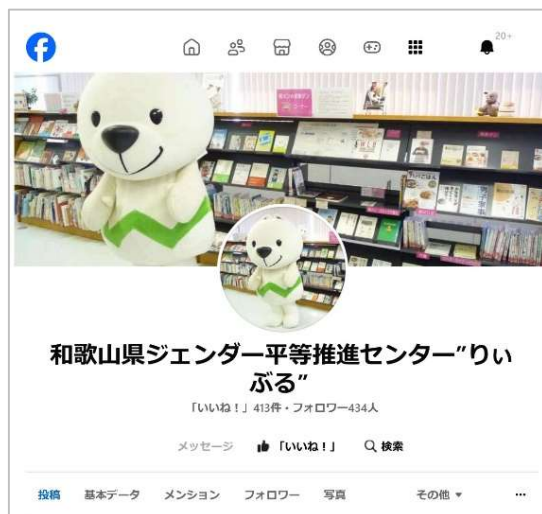 20+
和歌山県ジェンダー平等推進センター”りぃ
ぶる”
「いいね！」413件・フォロワー434人
メッセージ 「いいね！」 検索
投稿 基本データ メンション フォロワー 写真 その他